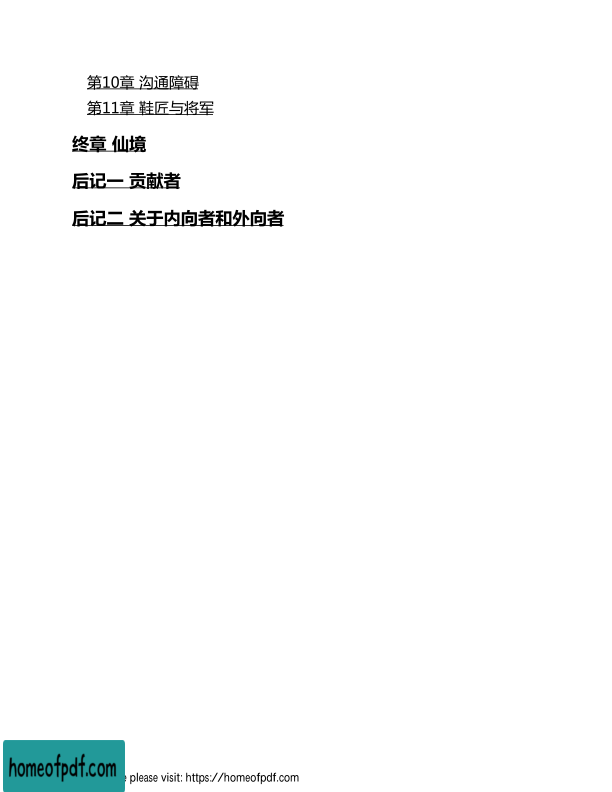 第10章 沟通障碍
第11章 鞋匠与将军
终章 仙境
后记一 贡献者
后记二 关于内向者和外向者
homeofpdf.com
please visit: https://homeofpdf.com